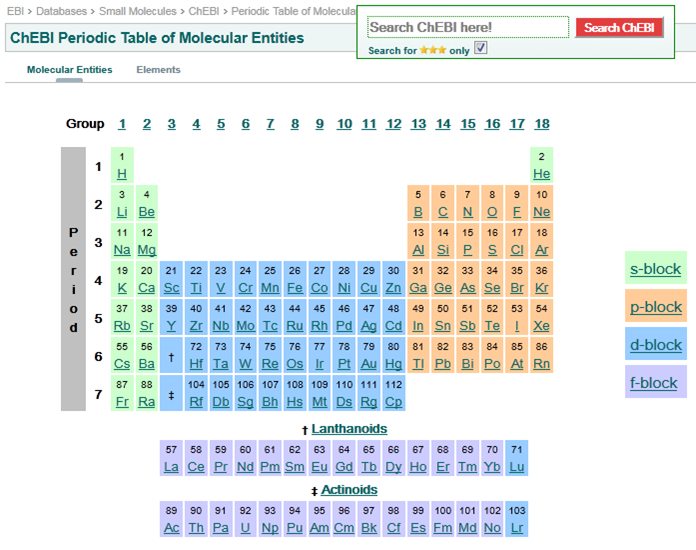 EBI > Databases > Small Molecules > ChEBI > Periodic Table of Molecula
Search ChEBI here! Search ChEBI
ChEBI Periodic Table of Molecular Entities
Search for only
Molecular Entities Elements
Group 1 2 3 4 5 6 7 8 9 10 11 12 13 14 15 16 17 18
Period
1
1 2
H He
2
3 4 5 6 7 8 9 10
Li Be B C N O F Ne
3
11 12 13 14 15 16 17 18
Na Mg Al Si P S Cl Ar
4
19 20 21 22 23 24 25 26 27 28 29 30 31 32 33 34 35 36
K Ca Sc Ti V Cr Mn Fe Co Ni Cu Zn Ga Ge As Se Br Kr
5
37 38 39 40 41 42 43 44 45 46 47 48 49 50 51 52 53 54
Rb Sr Y Zr Nb Mo Tc Ru Rh Pd Ag Cd In Sn Sb Te I Xe
6
55 56 † 72 73 74 75 76 77 78 79 80 81 82 83 84 85 86
Cs Ba Hf Ta W Re Os Ir Pt Au Hg Tl Pb Bi Po At Rn
7
87 88 ‡ 104 105 106 107 108 109 110 111 112
Fr Ra Rf Db Sg Bh Hs Mt Ds Rg Cp
s-block
p-block
d-block
f-block
† Lanthanoids
57 58 59 60 61 62 63 64 65 66 67 68 69 70 71
La Ce Pr Nd Pm Sm Eu Gd Tb Dy Ho Er Tm Yb Lu
‡ Actinoids
89 90 91 92 93 94 95 96 97 98 99 100 101 102 103
Ac Th Pa U Np Pu Am Cm Bk Cf Es Fm Md No Lr